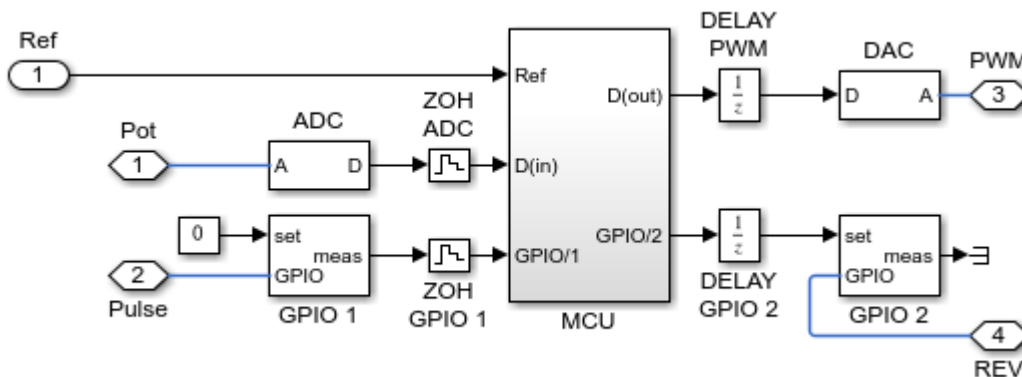 Ref
1
Pot
1
ADC
A
D
ZOH
ADC
0
set
meas
GPIO
GPIO 1
2
Pulse
ZOH
GPIO 1
Ref
D(in)
GPIO/1
D(out)
GPIO/2
MCU
DELAY
PWM
1
z
DAC
D
A
PWM
3
1
z
DELAY
GPIO 2
set
meas
GPIO
GPIO 2
4
REV